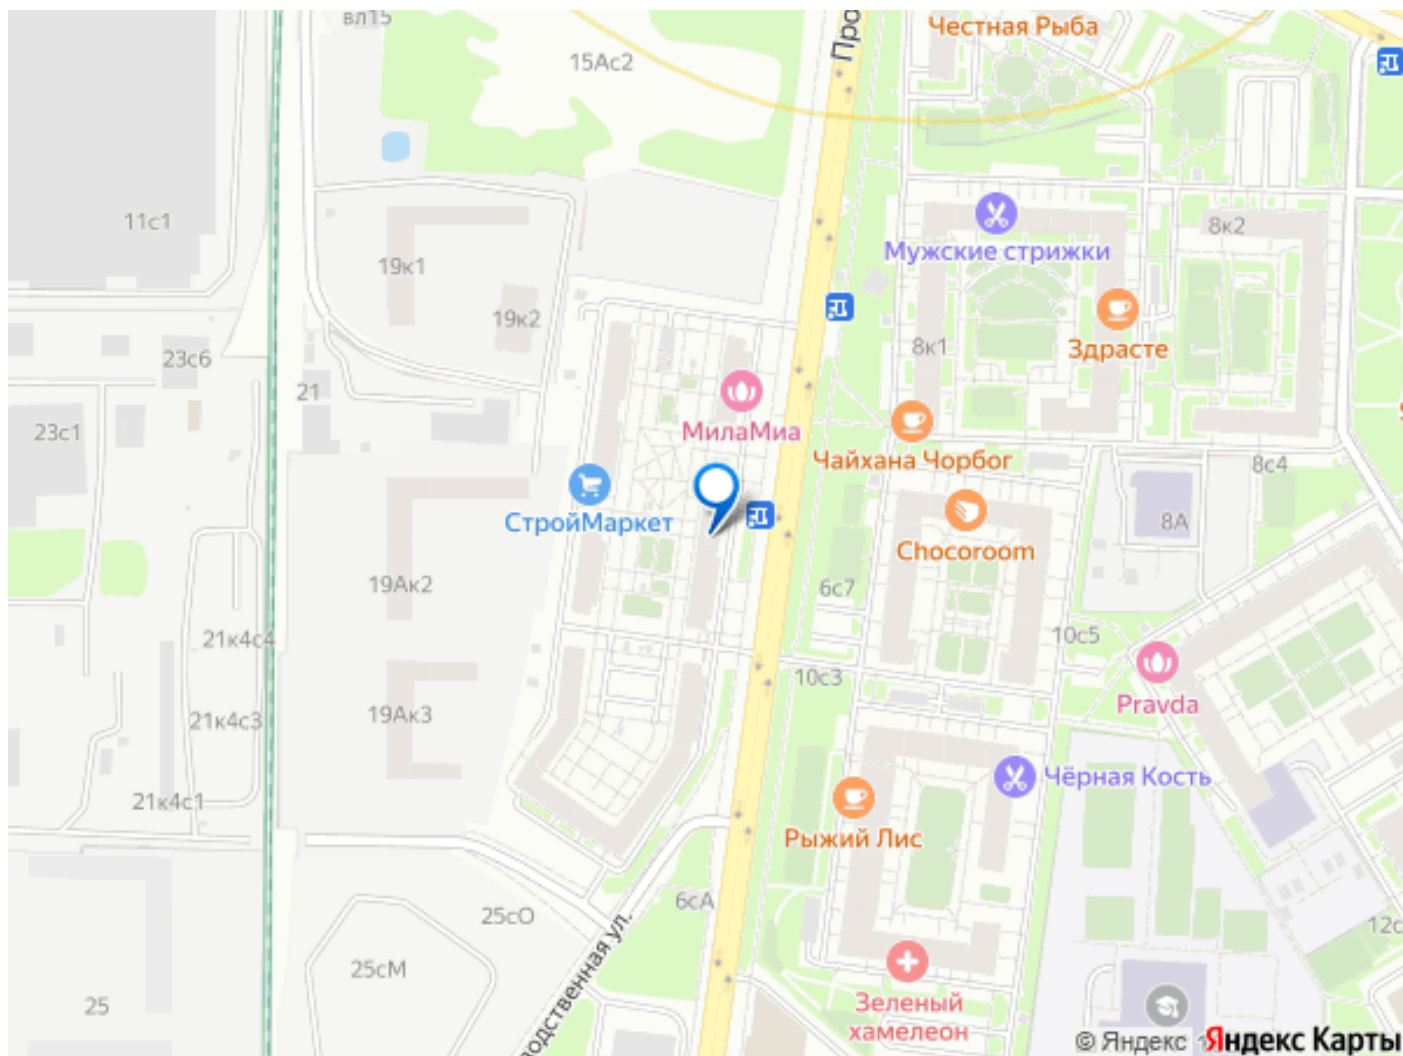 вл15
Про
Честная Рыба
15Ас2
11с1
8к2
Мужские стрижки
19к1
19к2
Здрасте
8к1
23с6
21
23с1
МилаМиа
Чайхана Чорбог
8с4
СтройМаркет
8А
Chocoroom
19Ак2
6с7
21к4с4
10с5
10с3
Pravda
19Ак3
21к4с3
Чёрная Кость
21к4с1
Рыжий Лис
6сА
25сО
водственная ул.
12с
25сМ
25
Зеленый
хамелеон
© Яндекс
Яндекс Карты